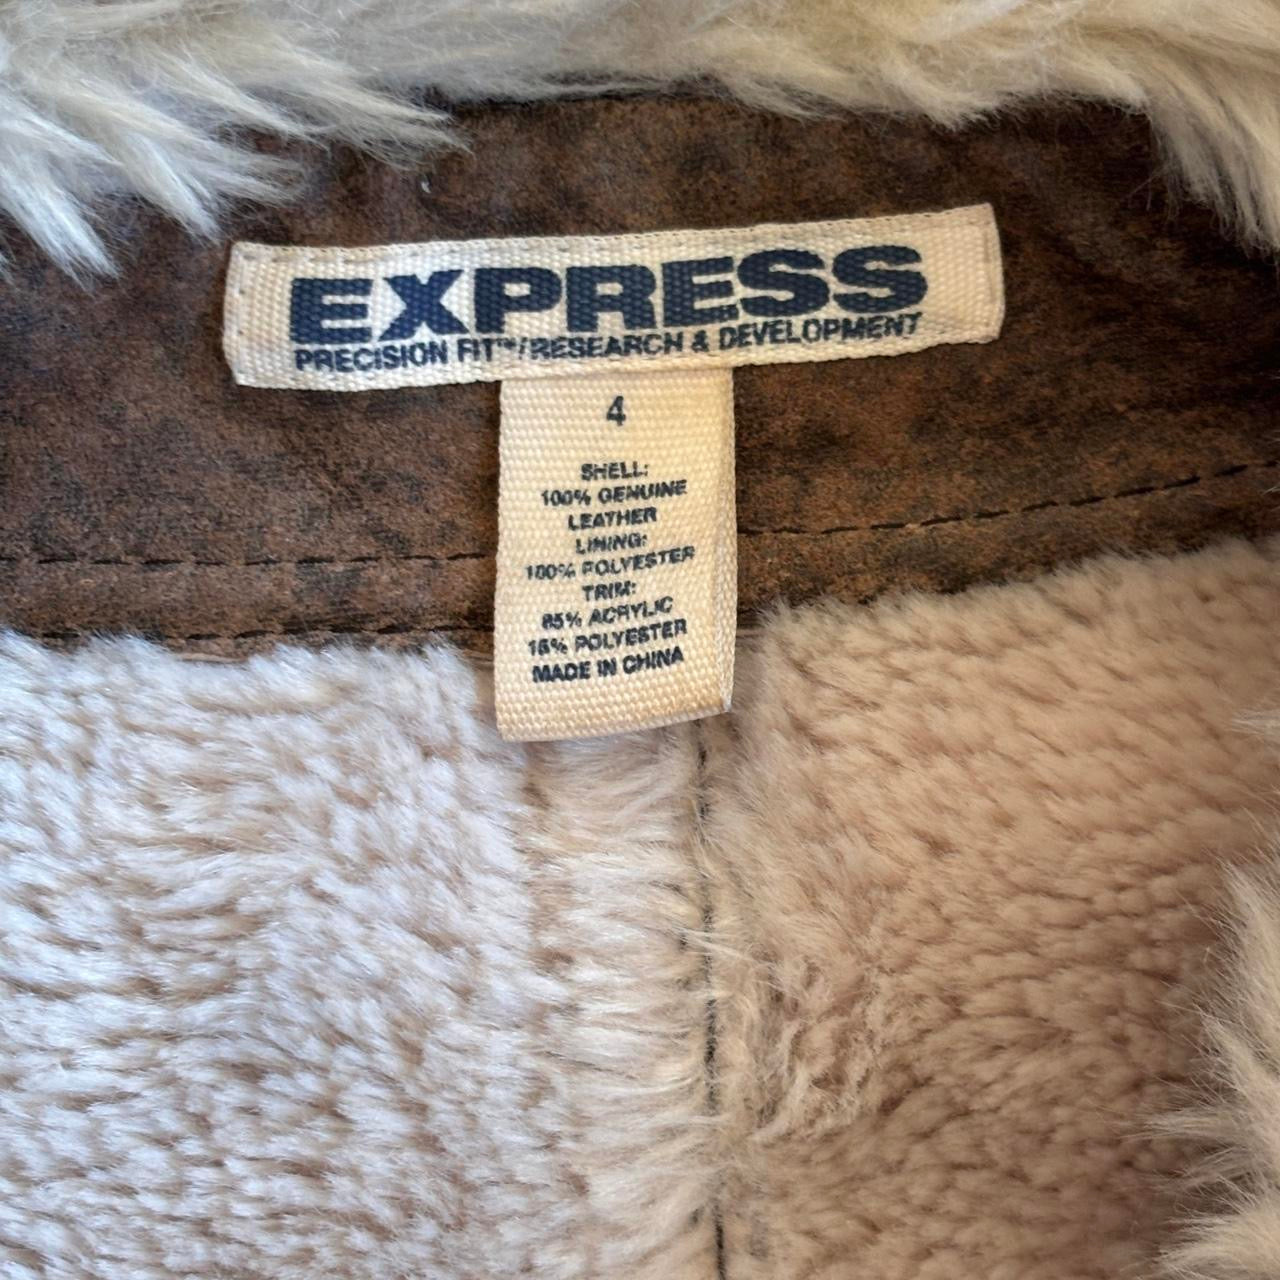 EXPRESS
PRECISION FIT™/RESEARCH & DEVELOPMENT
4
SHELL:
100% GENUINE
LEATHER
LINING:
100% POLYESTER
TRIM:
85% ACRYLIC
15% POLYESTER
MADE IN CHINA